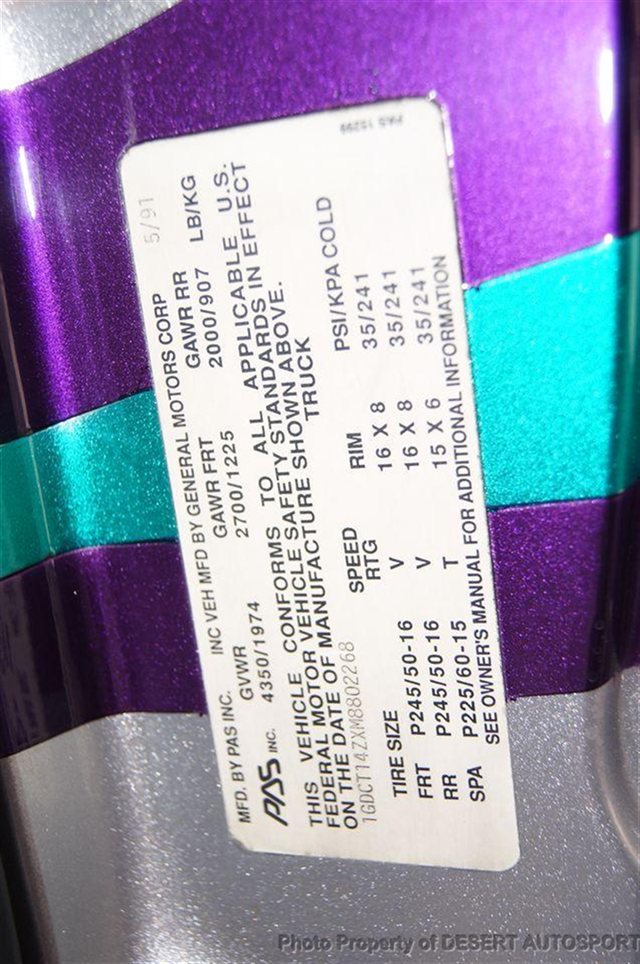 MFD. BY PAS INC. INC VEH MFD BY GENERAL MOTORS CORP 5/91
GVWR GAWR FRT GAWR RR
PAS INC. 4350/1974 2700/1225 2000/907 LB/KG
THIS VEHICLE CONFORMS TO ALL APPLICABLE U.S.
FEDERAL MOTOR VEHICLE SAFETY STANDARDS IN EFFECT
ON THE DATE OF MANUFACTURE SHOWN ABOVE.
1GDCT14ZXM8802268 TRUCK
TIRE SIZE SPEED RTG RIM PSI/KPA COLD
FRT P245/50-16 V 16 X 8 35/241
RR P245/50-16 V 16 X 8 35/241
SPA P225/60-15 T 15 X 6 35/241
SEE OWNER'S MANUAL FOR ADDITIONAL INFORMATION
PAS 15299
Photo Property of DESERT AUTOSPORT